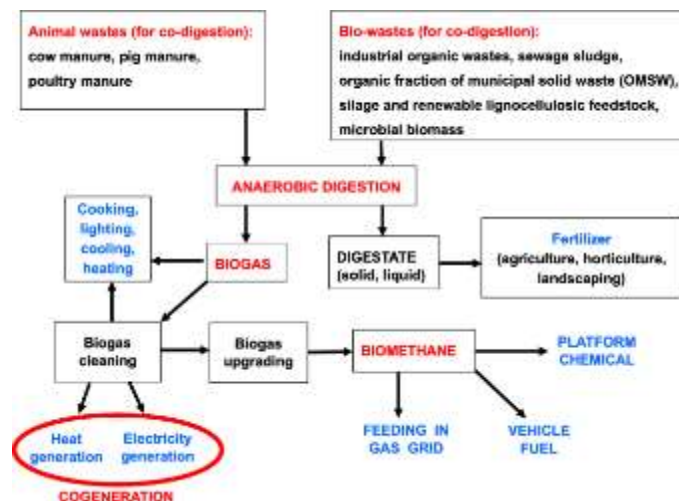 Animal wastes (for co-digestion):
cow manure, pig manure,
poultry manure
Bio-wastes (for co-digestion):
industrial organic wastes, sewage sludge,
organic fraction of municipal solid waste (OMSW),
silage and renewable lignocellulosic feedstock,
microbial biomass
ANAEROBIC DIGESTION
Cooking,
lighting,
cooling,
heating
BIOGAS
DIGESTATE
(solid, liquid)
Fertilizer
(agriculture, horticulture,
landscaping)
Biogas
cleaning
Biogas
upgrading
BIOMETHANE
PLATFORM
CHEMICAL
Heat
generation
Electricity
generation
FEEDING IN
GAS GRID
VEHICLE
FUEL
COGENERATION